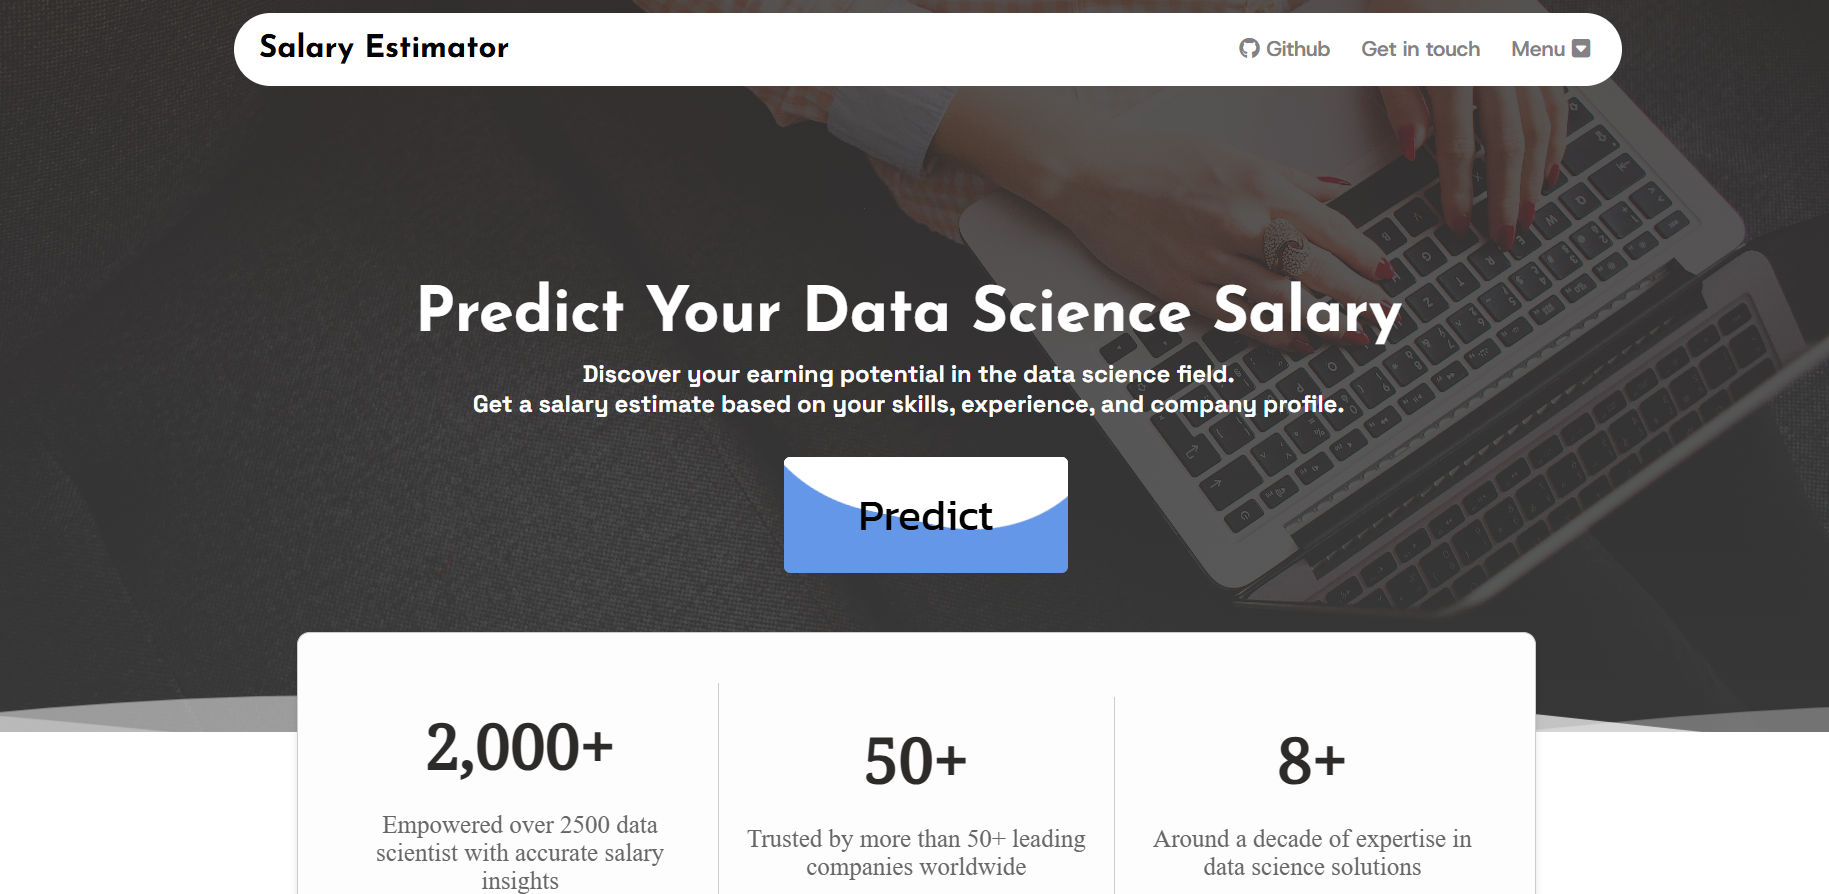 Salary Estimator
Github Get in touch Menu
Predict Your Data Science Salary
Discover your earning potential in the data science field.
Get a salary estimate based on your skills, experience, and company profile.
Predict
2,000+
Empowered over 2500 data
scientist with accurate salary
insights
50+
Trusted by more than 50+ leading
companies worldwide
8+
Around a decade of expertise in
data science solutions